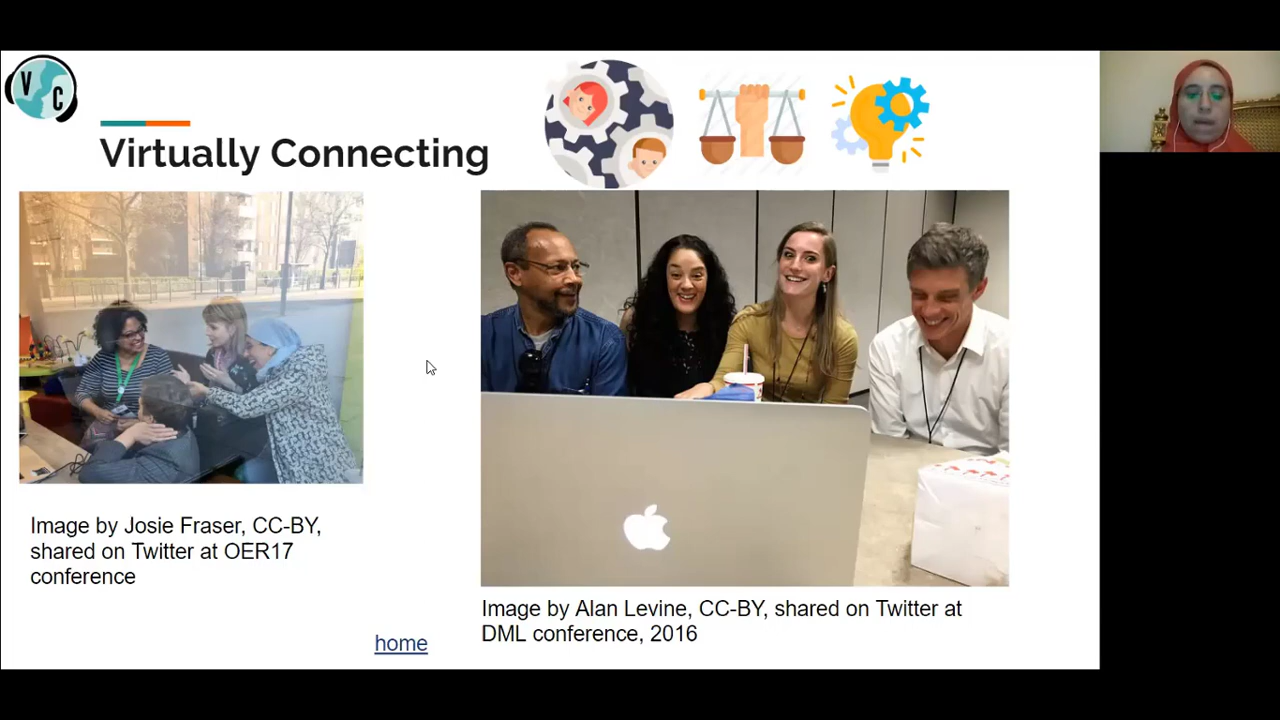 V
C
Virtually Connecting
Image by Josie Fraser, CC-BY,
shared on Twitter at OER17
conference
Image by Alan Levine, CC-BY, shared on Twitter at
DML conference, 2016
home